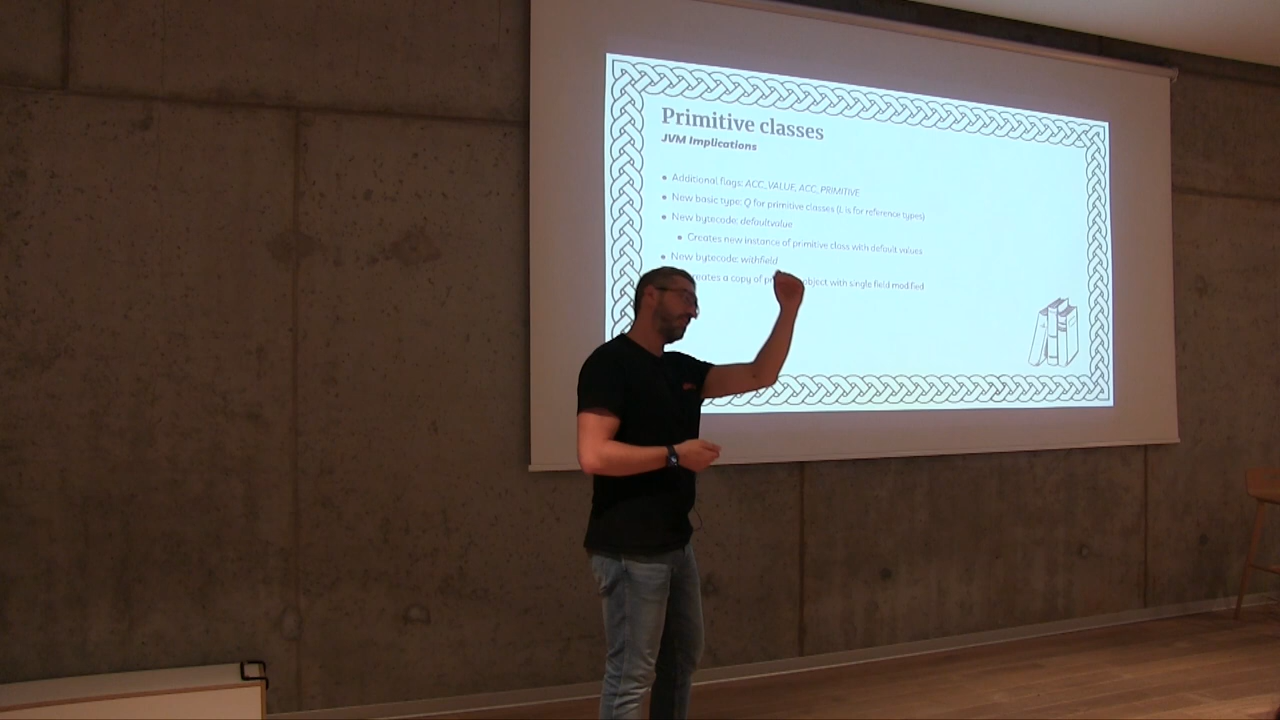 Primitive classes
JVM Implications
Additional flags: ACC_VALUE, ACC_PRIMITIVE
New basic type: Q for primitive classes (L is for reference types)
New bytecode: defaultvalue
Creates new instance of primitive class with default values
New bytecode: withfield
creates a copy of object with single field modified